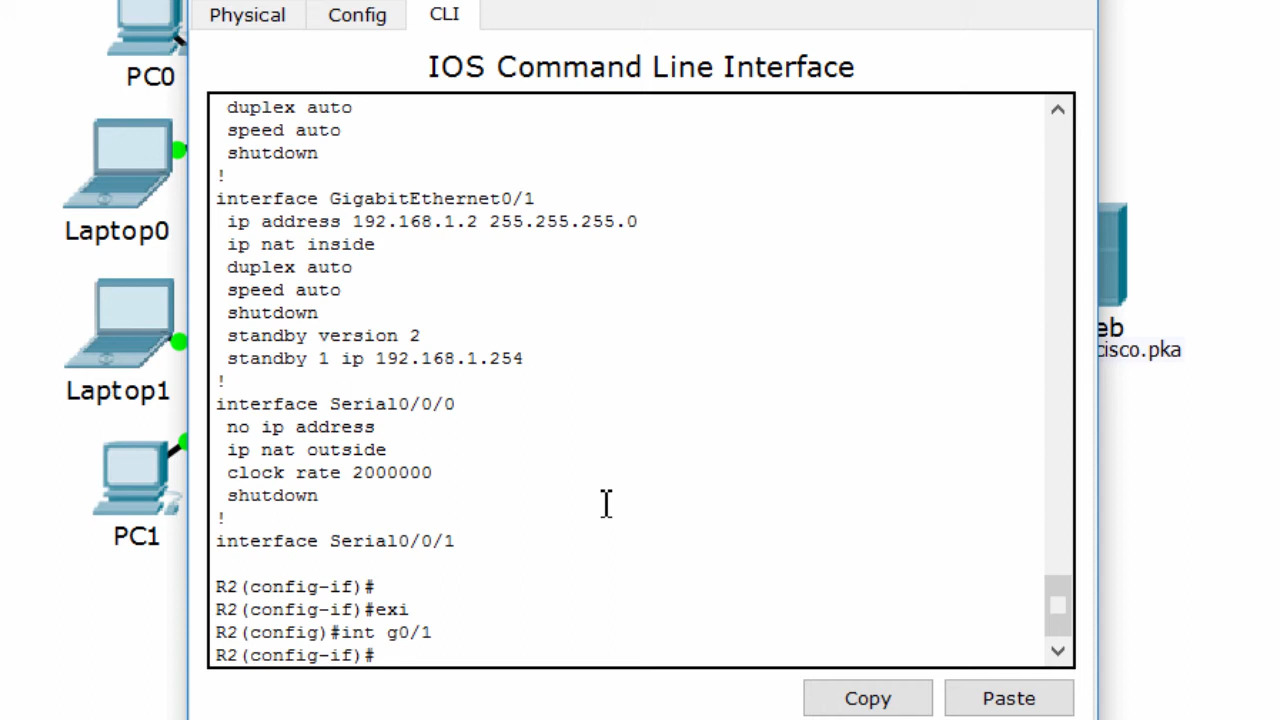 Physical
Config
CLI
IOS Command Line Interface
duplex auto
speed auto
shutdown
!
interface GigabitEthernet0/1
ip address 192.168.1.2 255.255.255.0
ip nat inside
duplex auto
speed auto
shutdown
standby version 2
standby 1 ip 192.168.1.254
!
interface Serial0/0/0
no ip address
ip nat outside
clock rate 2000000
shutdown
!
interface Serial0/0/1
R2(config-if)#
R2(config-if)#exi
R2(config)#int g0/1
R2(config-if)#
Copy
Paste
PC0
Laptop0
Laptop1
PC1
eb
cisco.pka